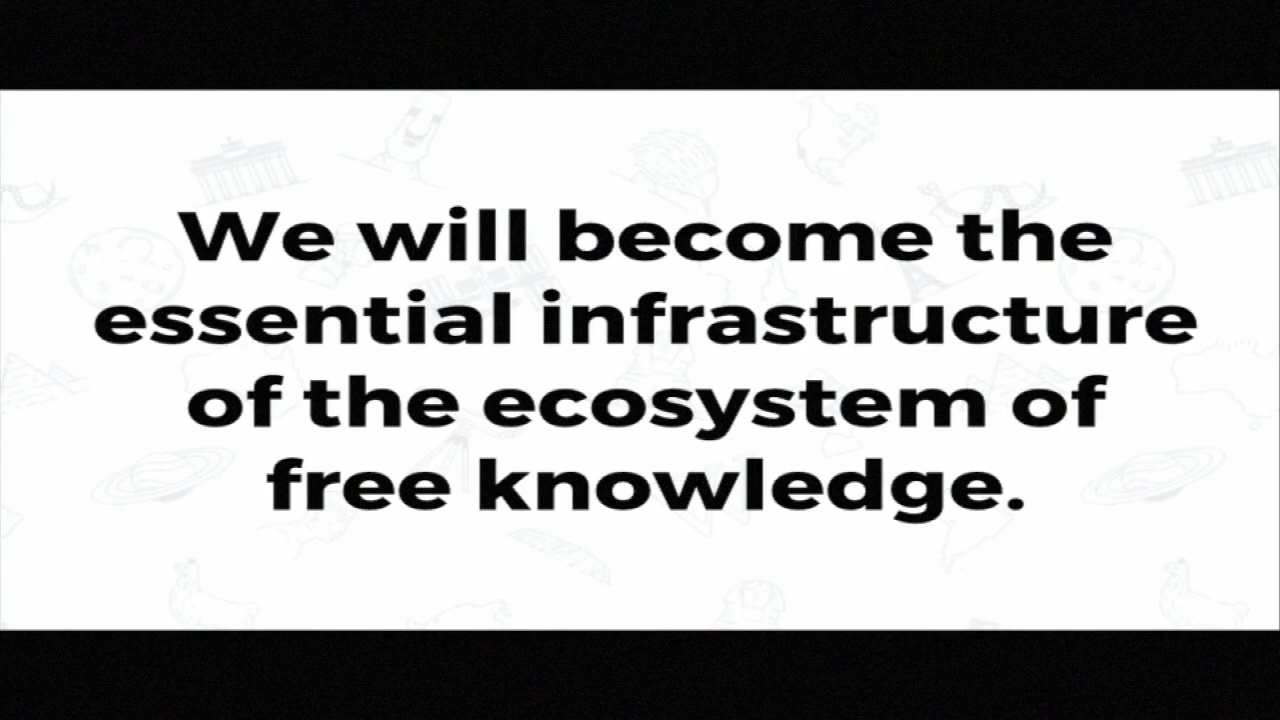 We will become the
essential infrastructure
of the ecosystem of
free knowledge.